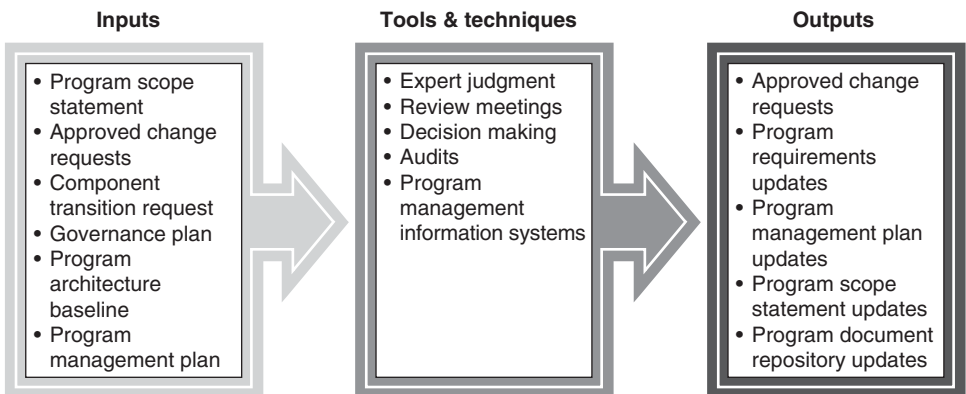 Inputs
• Program scope
statement
• Approved change
requests
• Component
transition request
• Governance plan
• Program
architecture
baseline
• Program
management plan
Tools & techniques
• Expert judgment
• Review meetings
• Decision making
• Audits
• Program
management
information systems
Outputs
• Approved change
requests
• Program
requirements
updates
• Program
management plan
updates
• Program scope
statement updates
• Program document
repository updates